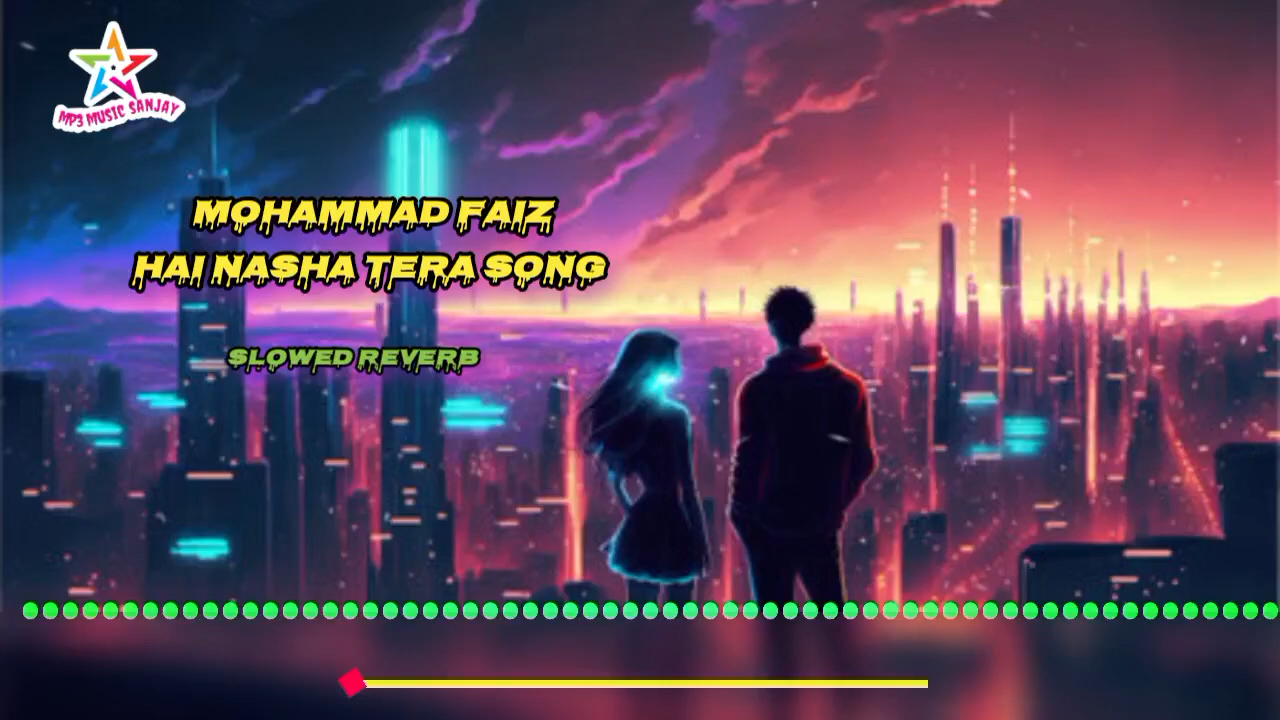 MP3 MUSIC SANJAY
MOHAMMAD FAIZ
HAI NASHA TERA SONG
SLOWED REVERB